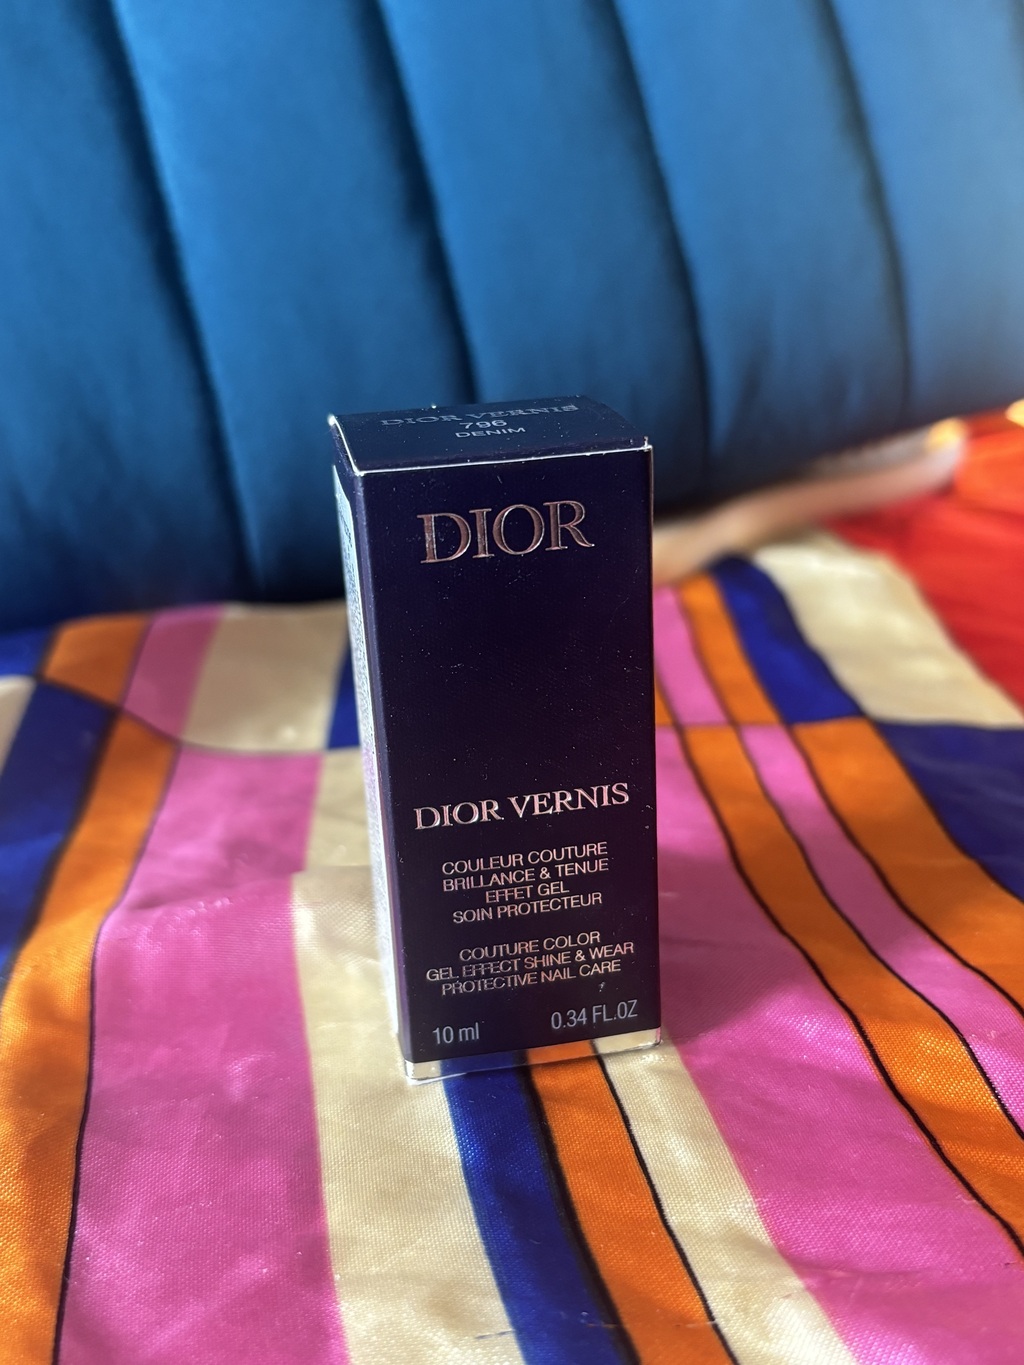 DIOR VERNIS
796
DENIM
DIOR
DIOR VERNIS
COULEUR COUTURE
BRILLANCE & TENUE
EFFET GEL
SOIN PROTECTEUR
COUTURE COLOR
GEL EFFECT SHINE & WEAR
PROTECTIVE NAIL CARE
10 ml 0.34 FL.OZ